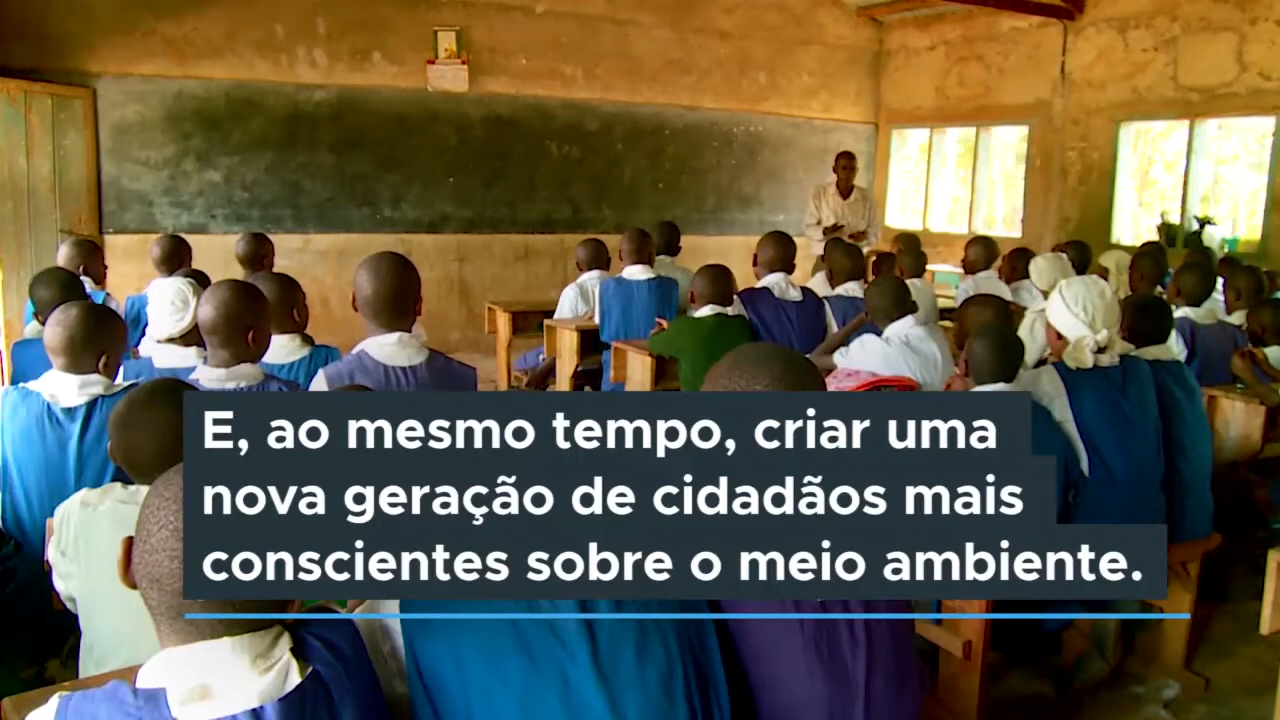 E, ao mesmo tempo, criar uma
nova geração de cidadãos mais
conscientes sobre o meio ambiente.